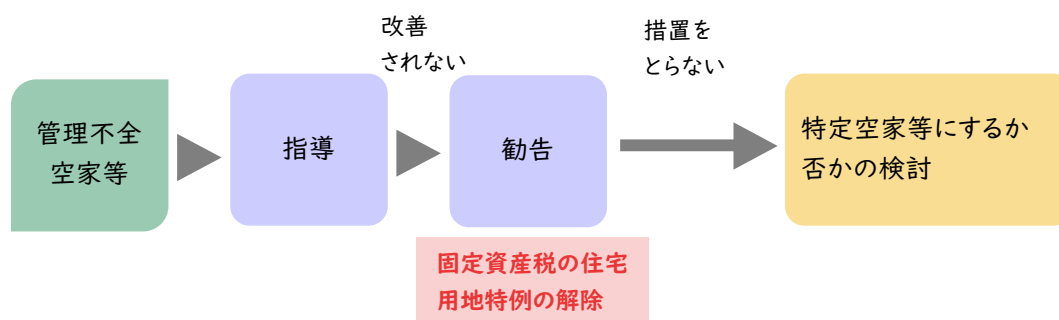 管理不全
空家等
指導
改善
されない
勧告
固定資産税の住宅
用地特例の解除
措置を
とらない
特定空家等にするか
否かの検討